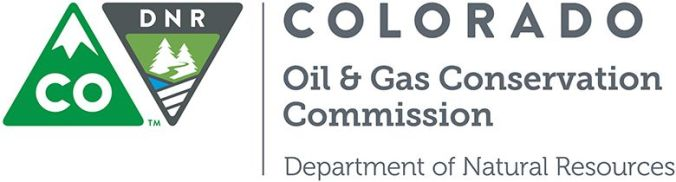 CO
DNR
TM
COLORADO
Oil & Gas Conservation
Commission
Department of Natural Resources